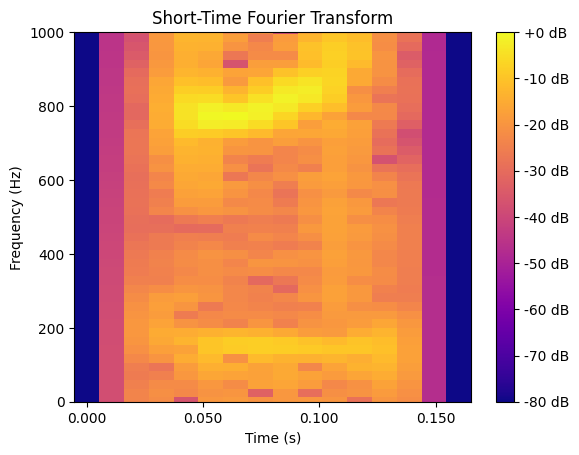 Short-Time Fourier Transform
1000
800
600
400
200
0
Frequency (Hz)
0.000
0.050
0.100
0.150
Time (s)
+0 dB
-10 dB
-20 dB
-30 dB
-40 dB
-50 dB
-60 dB
-70 dB
-80 dB